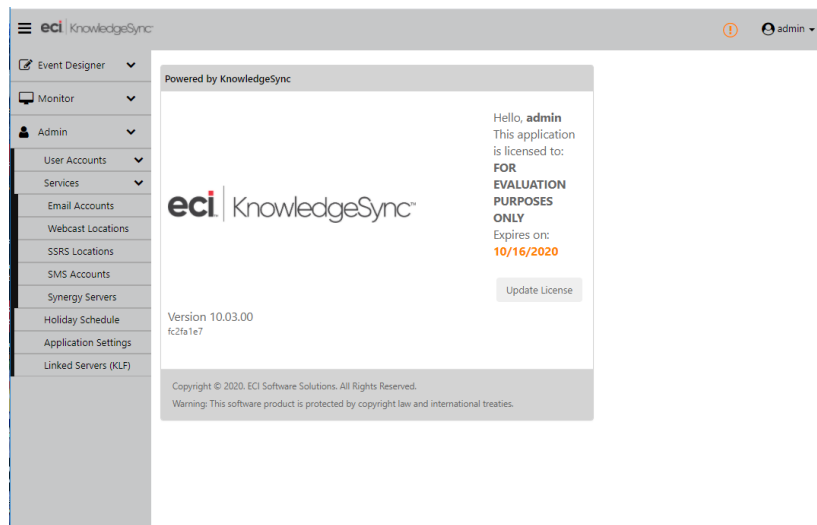 eci KnowledgeSync™
admin
Event Designer
Monitor
Admin
User Accounts
Services
Email Accounts
Webcast Locations
SSRS Locations
SMS Accounts
Synergy Servers
Holiday Schedule
Application Settings
Linked Servers (KLF)
Powered by KnowledgeSync
eci KnowledgeSync™
Hello, admin
This application
is licensed to:
FOR
EVALUATION
PURPOSES
ONLY
Expires on:
10/16/2020
Update License
Version 10.03.00
fc2fa1e7
Copyright © 2020. ECI Software Solutions. All Rights Reserved.
Warning: This software product is protected by copyright law and international treaties.